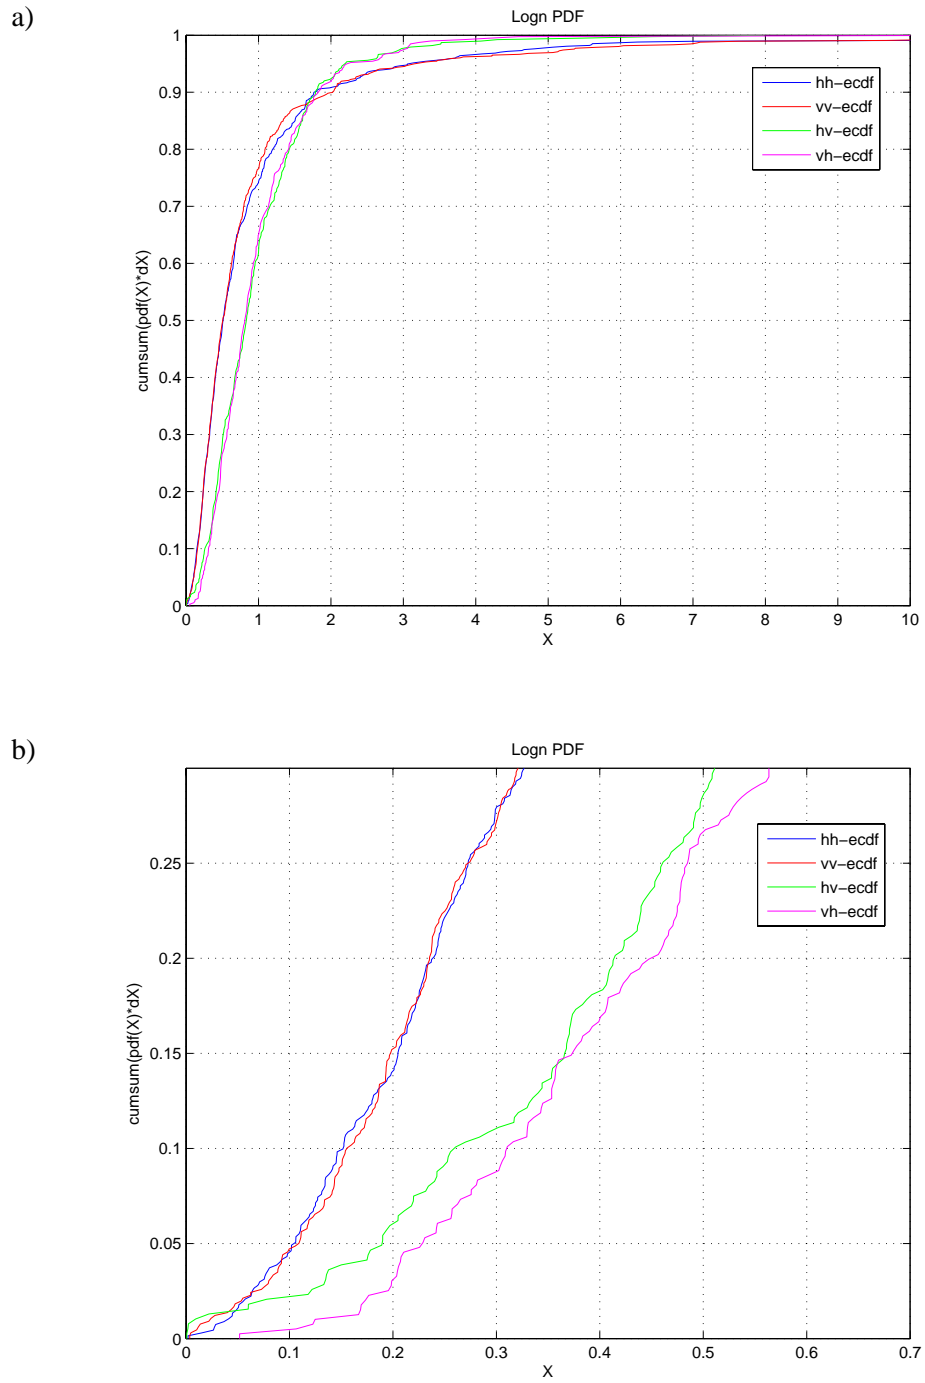 a)
Logn PDF
1
0.9
0.8
0.7
0.6
0.5
0.4
0.3
0.2
0.1
0
cumsum(pdf(X)*dX)
hh−ecdf
vv−ecdf
hv−ecdf
vh−ecdf
0 1 2 3 4 5 6 7 8 9 10
X
b)
Logn PDF
0.25
0.2
0.15
0.1
0.05
0
cumsum(pdf(X)*dX)
hh−ecdf
vv−ecdf
hv−ecdf
vh−ecdf
0 0.1 0.2 0.3 0.4 0.5 0.6 0.7
X